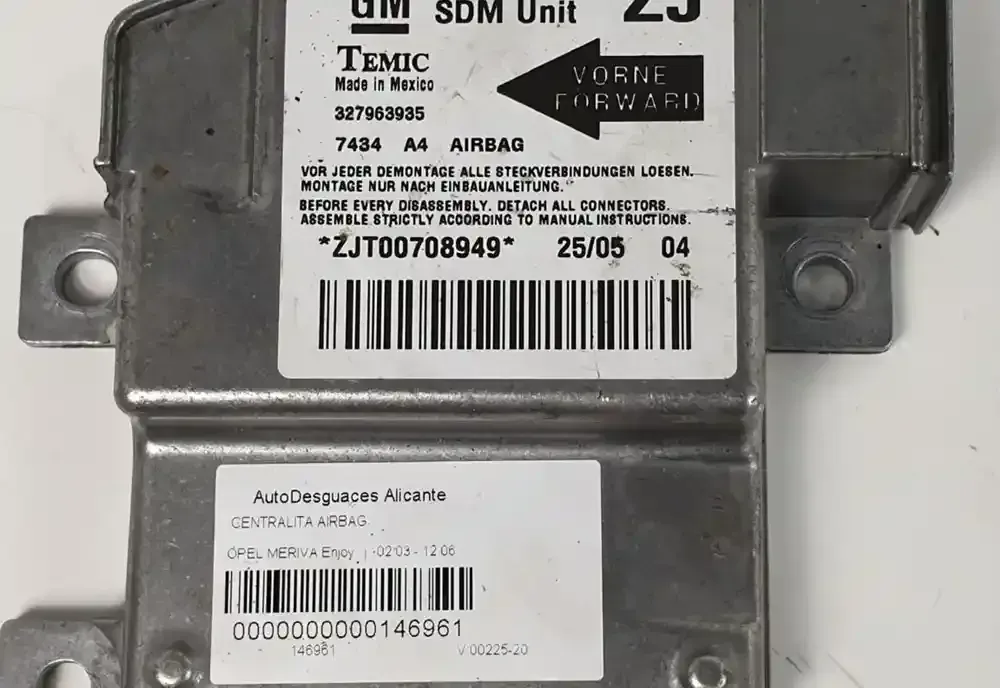 GM SDM Unit ZJ
TEMIC
Made in Mexico
327963935
VORNE
FORWARD
7434 A4 AIRBAG
VOR JEDER DEMONTAGE ALLE STECKVERBINDUNGEN LOESEN.
MONTAGE NUR NACH EINBAUANLEITUNG.
BEFORE EVERY DISASSEMBLY. DETACH ALL CONNECTORS.
ASSEMBLE STRICTLY ACCORDING TO MANUAL INSTRUCTIONS.
*ZJT00708949* 25/05 04
AutoDesguaces Alicante
CENTRALITA AIRBAG
OPEL MERIVA Enjoy | 02.03 - 12.06
0000000000146961
146961 V 00225-20